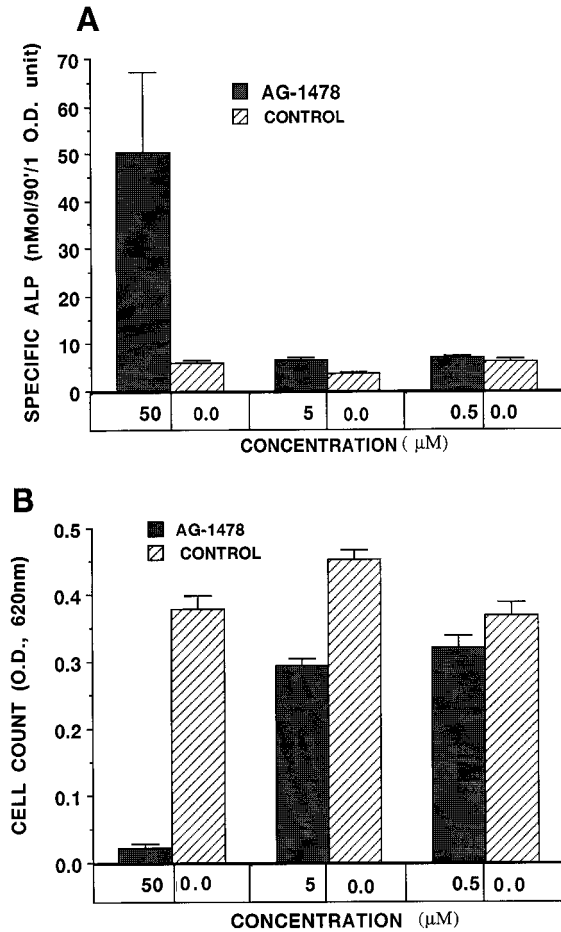 A
SPECIFIC ALP (nMol/90'/1 O.D. unit)
70
60
50
40
30
20
10
0
AG-1478
CONTROL
50 0.0 5 0.0 0.5 0.0
CONCENTRATION ( μM)
B
CELL COUNT (O.D., 620nm)
0.5
0.4
0.3
0.2
0.1
0.0
AG-1478
CONTROL
50 0.0 5 0.0 0.5 0.0
CONCENTRATION (μM)